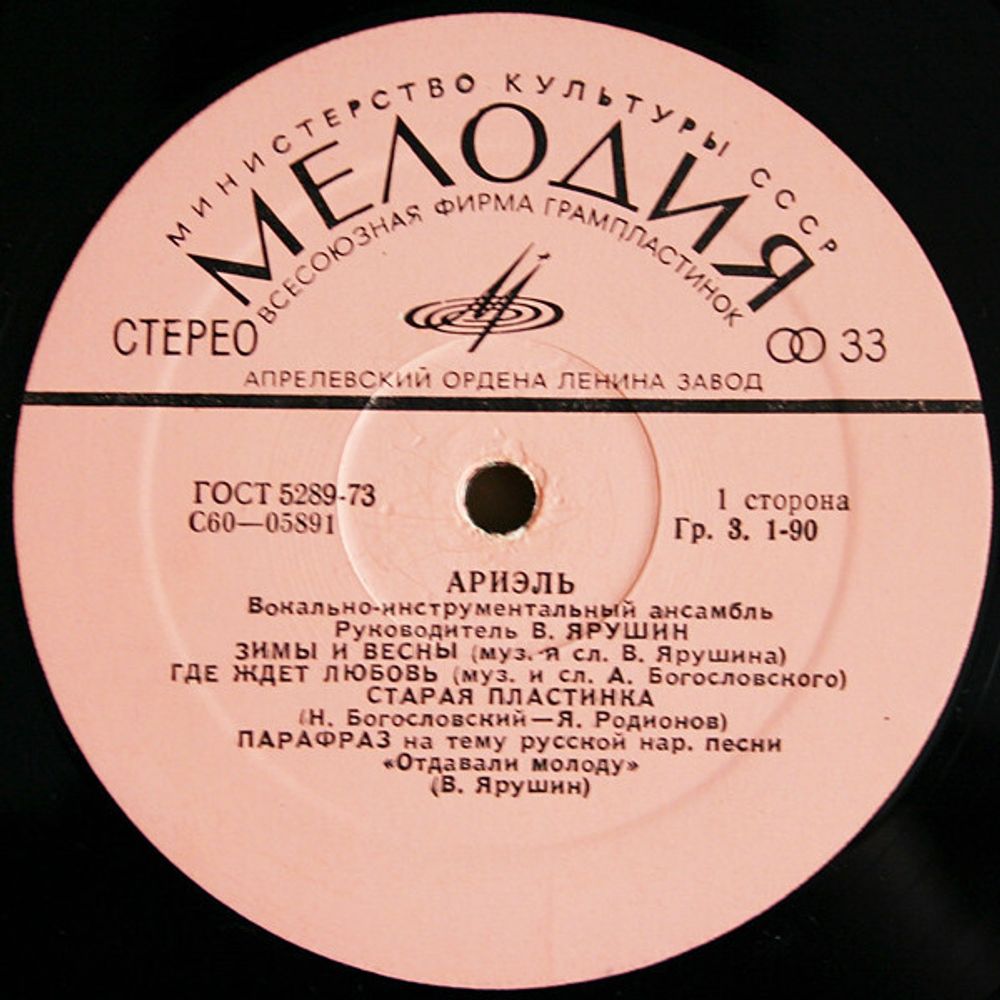 МИНИСТЕРСТВО КУЛЬТУРЫ СССР
МЕЛОДИЯ
ВСЕСОЮЗНАЯ ФИРМА ГРАМПЛАСТИНОК
СТЕРЕО
33
АПРЕЛЕВСКИЙ ОРДЕНА ЛЕНИНА ЗАВОД
ГОСТ 5289-73
С60—05891
1 сторона
Гр. 3. 1-90
АРИЭЛЬ
Вокально-инструментальный ансамбль
Руководитель В. ЯРУШИН
ЗИМЫ И ВЕСНЫ (муз. и сл. В. Ярушина)
ГДЕ ЖДЕТ ЛЮБОВЬ (муз. и сл. А. Богословского)
СТАРАЯ ПЛАСТИНКА
(Н. Богословский—Я. Родионов)
ПАРАФРАЗ на тему русской нар. песни
«Отдавали молоду»
(В. Ярушин)